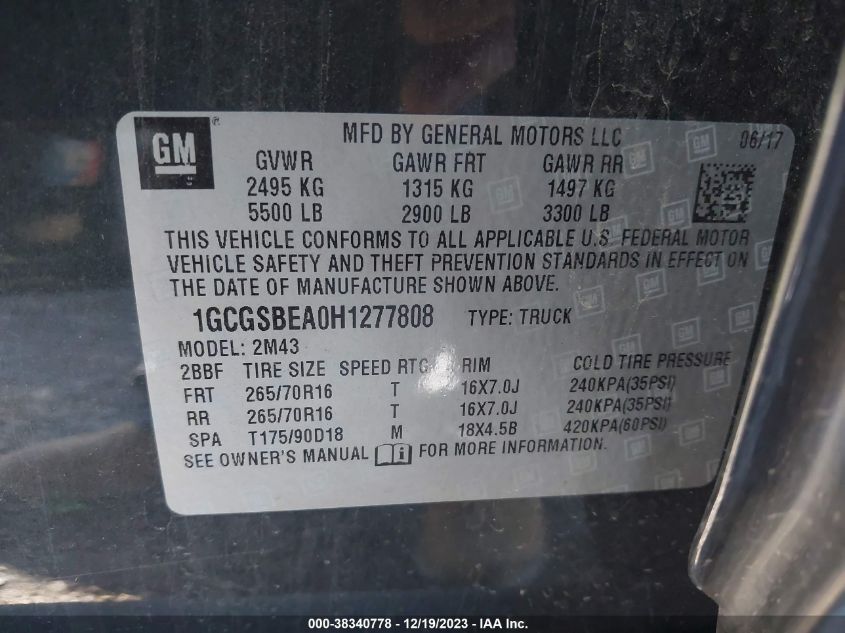 GM ® MFD BY GENERAL MOTORS LLC 06/17
GVWR GAWR FRT GAWR RR
2495 KG 1315 KG 1497 KG
5500 LB 2900 LB 3300 LB
THIS VEHICLE CONFORMS TO ALL APPLICABLE U.S. FEDERAL MOTOR
VEHICLE SAFETY AND THEFT PREVENTION STANDARDS IN EFFECT ON
THE DATE OF MANUFACTURE SHOWN ABOVE.
1GCGSBEA0H1277808 TYPE: TRUCK
MODEL: 2M43
2BBF TIRE SIZE SPEED RTG RIM COLD TIRE PRESSURE
FRT 265/70R16 T 16X7.0J 240KPA(35PSI)
RR 265/70R16 T 16X7.0J 240KPA(35PSI)
SPA T175/90D18 M 18X4.5B 420KPA(60PSI)
SEE OWNER'S MANUAL i FOR MORE INFORMATION.
000-38340778 - 12/19/2023 - IAA Inc.